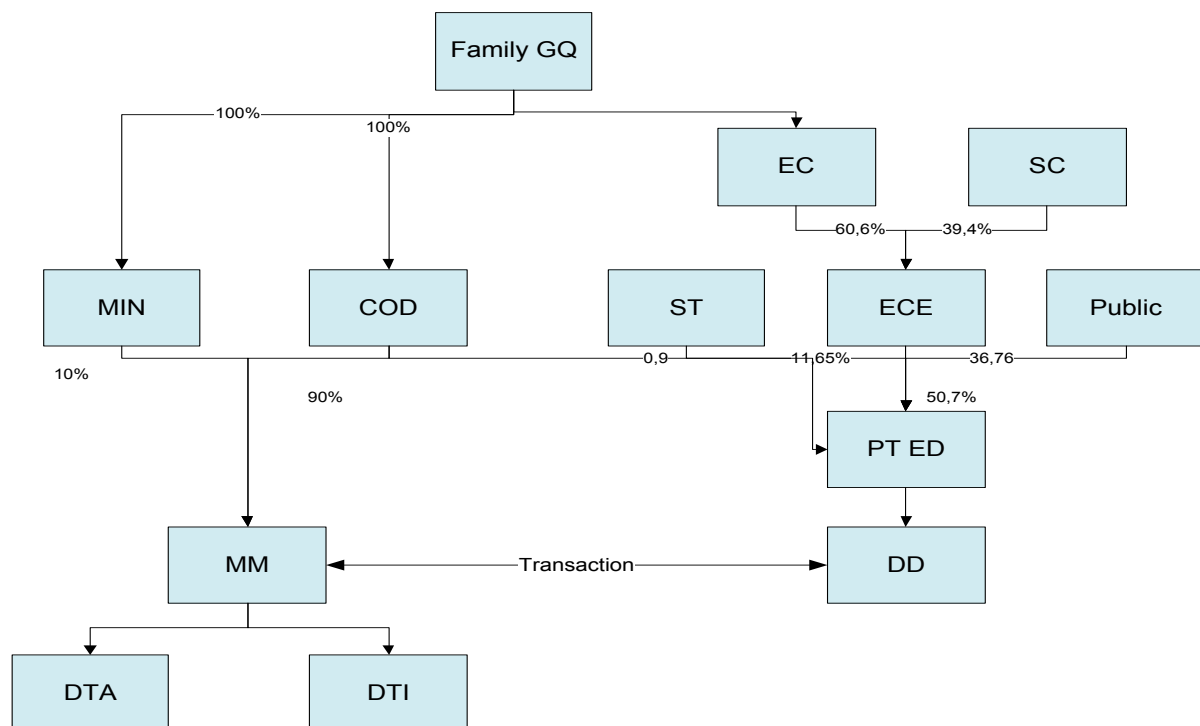 Family GQ
100%
100%
EC
SC
60,6%
39,4%
MIN
COD
ST
ECE
Public
10%
90%
0,9
11,65%
36,76
50,7%
PT ED
MM
Transaction
DD
DTA
DTI